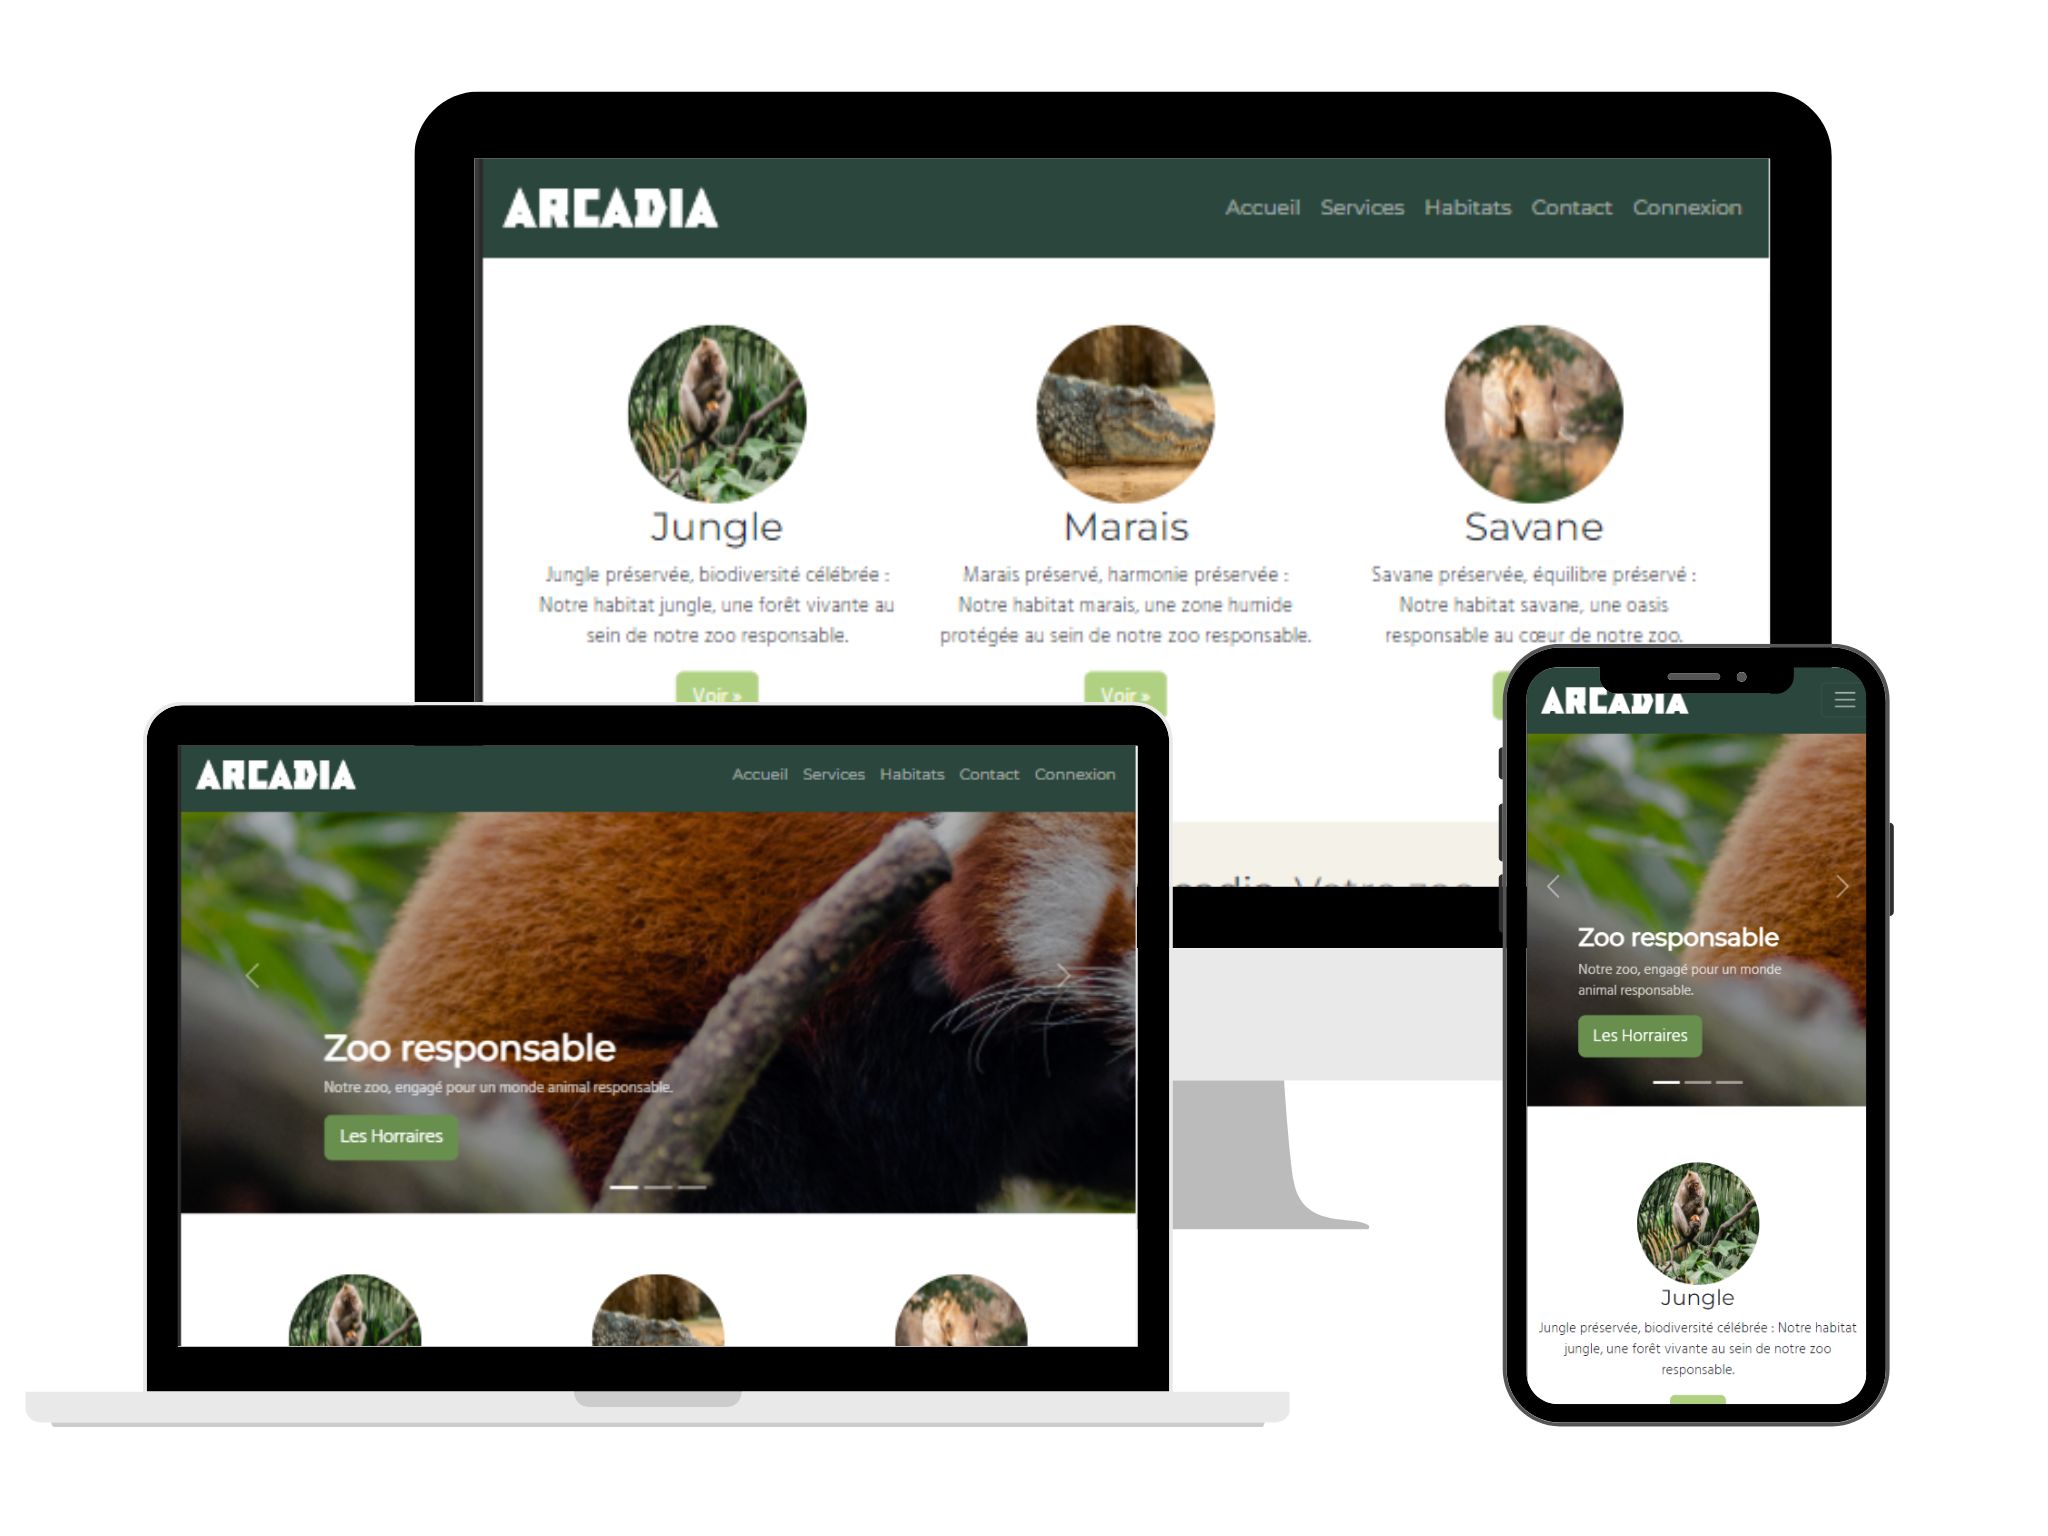 ARCADIA
Accueil Services Habitats Contact Connexion
Jungle
Jungle préservée, biodiversité célébrée :
Notre habitat jungle, une forêt vivante au
sein de notre zoo responsable.
Voir »
Marais
Marais préservé, harmonie préservée :
Notre habitat marais, une zone humide
protégée au sein de notre zoo responsable.
Voir »
Savane
Savane préservée, équilibre préservé :
Notre habitat savane, une oasis
responsable au cœur de notre zoo.
Votre zoo
ARCADIA
Accueil Services Habitats Contact Connexion
Zoo responsable
Notre zoo, engagé pour un monde animal responsable.
Les Horraires
ARCADIA
Zoo responsable
Notre zoo, engagé pour un monde
animal responsable.
Les Horraires
Jungle
Jungle préservée, biodiversité célébrée : Notre habitat
jungle, une forêt vivante au sein de notre zoo
responsable.